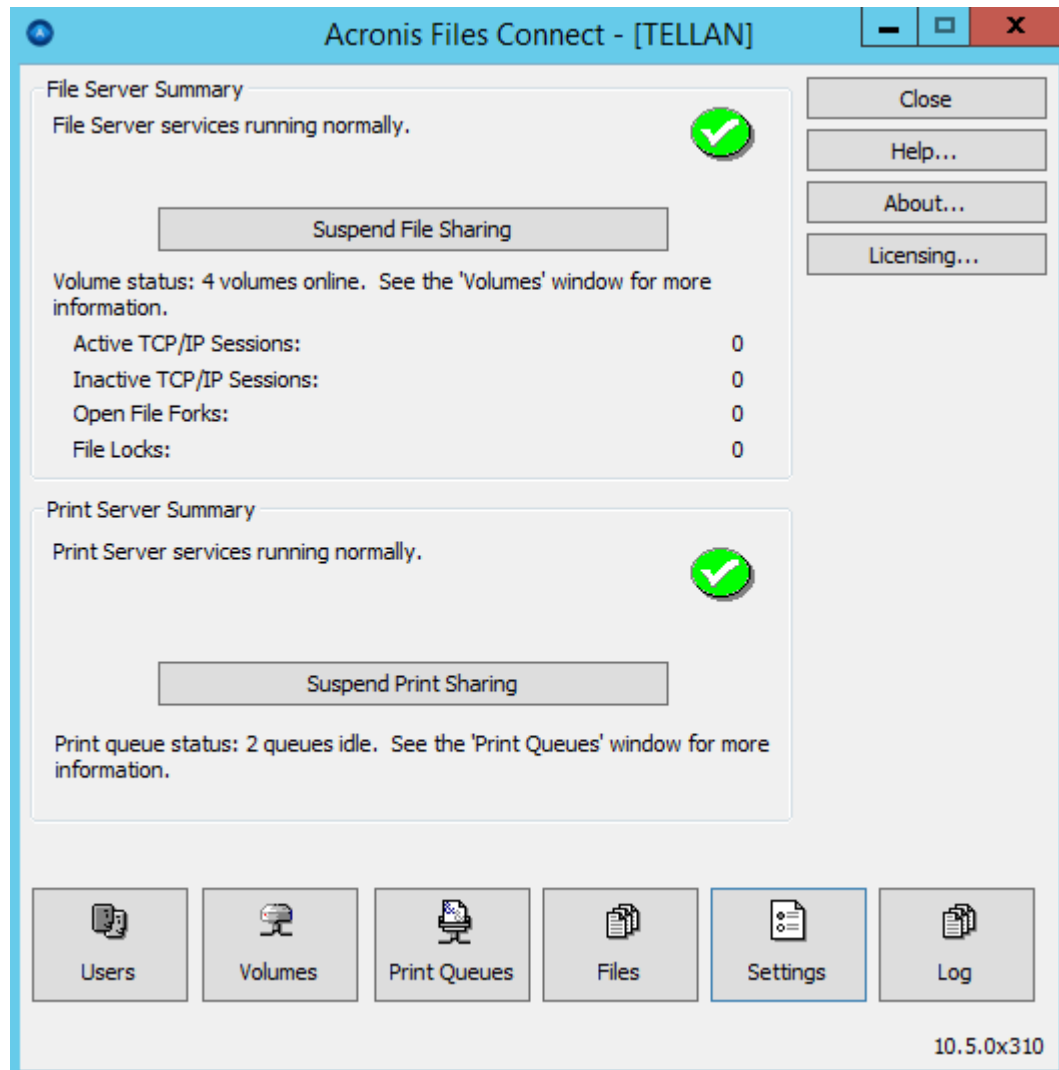 Acronis Files Connect - [TELLAN]
File Server Summary
File Server services running normally.
Suspend File Sharing
Volume status: 4 volumes online.  See the 'Volumes' window for more
information.
Active TCP/IP Sessions: 0
Inactive TCP/IP Sessions: 0
Open File Forks: 0
File Locks: 0
Close
Help...
About...
Licensing...
Print Server Summary
Print Server services running normally.
Suspend Print Sharing
Print queue status: 2 queues idle.  See the 'Print Queues' window for more
information.
Users
Volumes
Print Queues
Files
Settings
Log
10.5.0x310